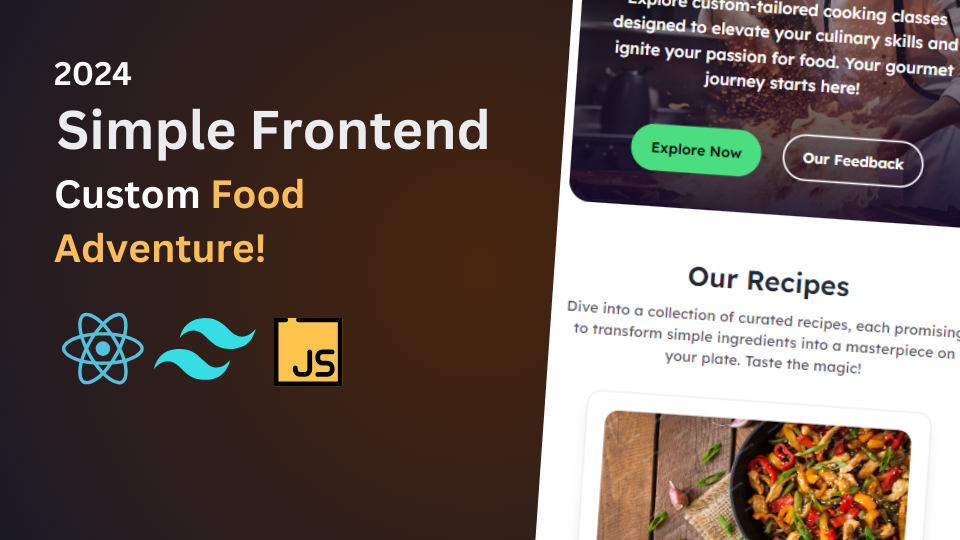 2024
Simple Frontend
Custom Food
Adventure!
JS
Explore custom-tailored cooking classes
designed to elevate your culinary skills and
ignite your passion for food. Your gourmet
journey starts here!
Explore Now
Our Feedback
Our Recipes
Dive into a collection of curated recipes, each promising
to transform simple ingredients into a masterpiece on
your plate. Taste the magic!